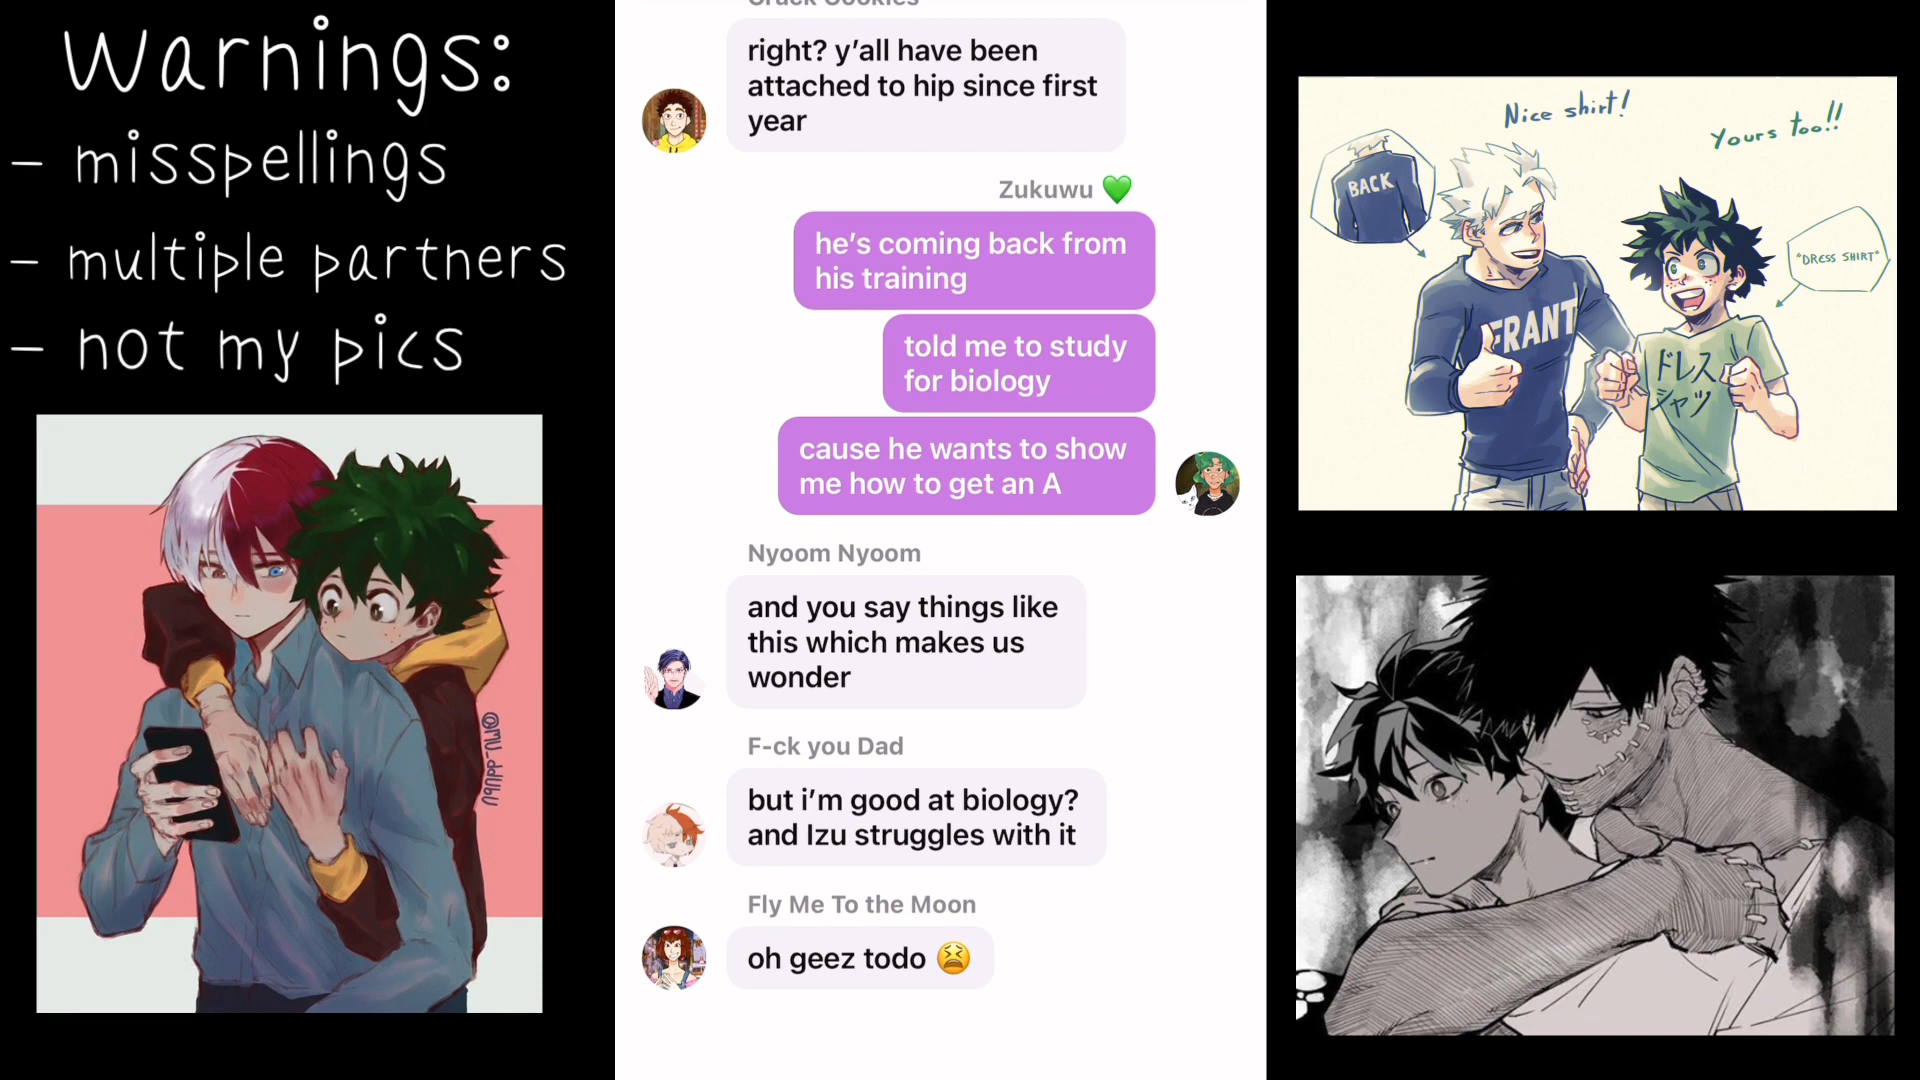 Warnings:
- misspellings
- multiple partners
- not my pics
@nu-ddubu
Crack Cookies
right? y’all have been
attached to hip since first
year
Zukuwu 💚
he’s coming back from
his training
told me to study
for biology
cause he wants to show
me how to get an A
Nyoom Nyoom
and you say things like
this which makes us
wonder
F-ck you Dad
but i’m good at biology?
and Izu struggles with it
Fly Me To the Moon
oh geez todo 😫
Nice shirt!
Yours too!!
BACK
FRANT
"DRESS SHIRT"
ドレス
シャツ